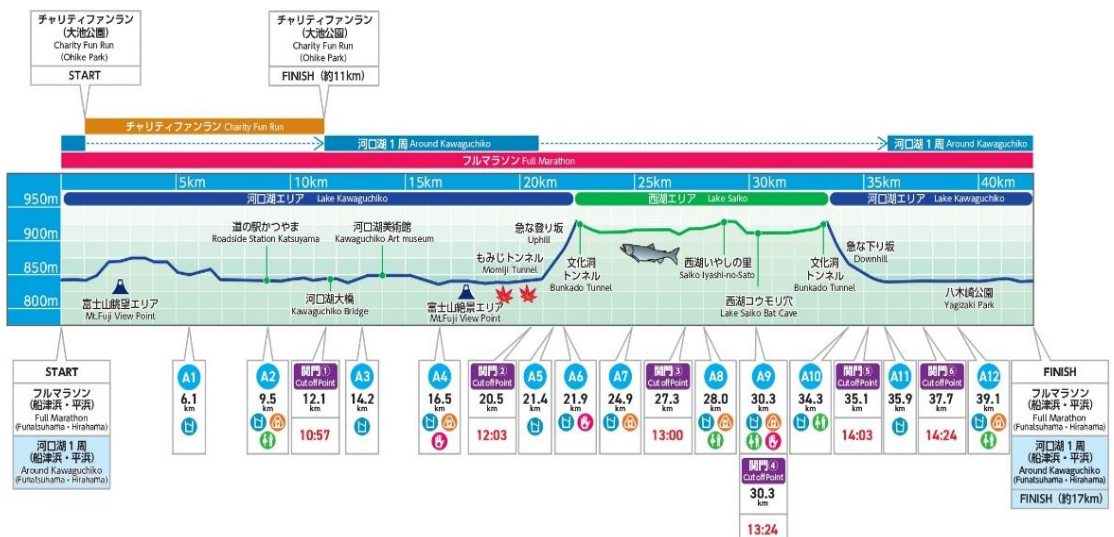 チャリティファンラン
(大池公園)
Charity Fun Run
(Ohike Park)
START
チャリティファンラン
(大池公園)
Charity Fun Run
(Ohike Park)
FINISH (約11km)
チャリティファンラン Charity Fun Run
河口湖1周 Around Kawaguchiko
河口湖1周 Around Kawaguchiko
フルマラソン Full Marathon
5km 10km 15km 20km 25km 30km 35km 40km
950m
900m
850m
800m
河口湖エリア Lake Kawaguchiko
西湖エリア Lake Saiko
河口湖エリア Lake Kawaguchiko
富士山眺望エリア
Mt.Fuji View Point
道の駅かつやま
Roadside Station Katsuyama
河口湖大橋
Kawaguchiko Bridge
河口湖美術館
Kawaguchiko Art museum
富士山絶景エリア
Mt.Fuji View Point
もみじトンネル
Momiji Tunnel
急な登り坂
Uphill
文化洞
トンネル
Bunkado Tunnel
西湖いやしの里
Saiko Iyashi-no-Sato
西湖コウモリ穴
Lake Saiko Bat Cave
文化洞
トンネル
Bunkado Tunnel
急な下り坂
Downhill
八木崎公園
Yagizaki Park
START
フルマラソン
(船津浜・平浜)
Full Marathon
(Funatsuhama・Hirahama)
河口湖1周
(船津浜・平浜)
Around Kawaguchiko
(Funatsuhama・Hirahama)
A1
6.1
km
A2
9.5
km
関門①
Cut off Point
12.1
km
10:57
A3
14.2
km
A4
16.5
km
関門②
Cut off Point
20.5
km
12:03
A5
21.4
km
A6
21.9
km
A7
24.9
km
関門③
Cut off Point
27.3
km
13:00
A8
28.0
km
A9
30.3
km
関門④
Cut off Point
30.3
km
13:24
A10
34.3
km
関門⑤
Cut off Point
35.1
km
14:03
A11
35.9
km
関門⑥
Cut off Point
37.7
km
14:24
A12
39.1
km
FINISH
フルマラソン
(船津浜・平浜)
Full Marathon
(Funatsuhama・Hirahama)
河口湖1周
(船津浜・平浜)
Around Kawaguchiko
(Funatsuhama・Hirahama)
FINISH (約17km)